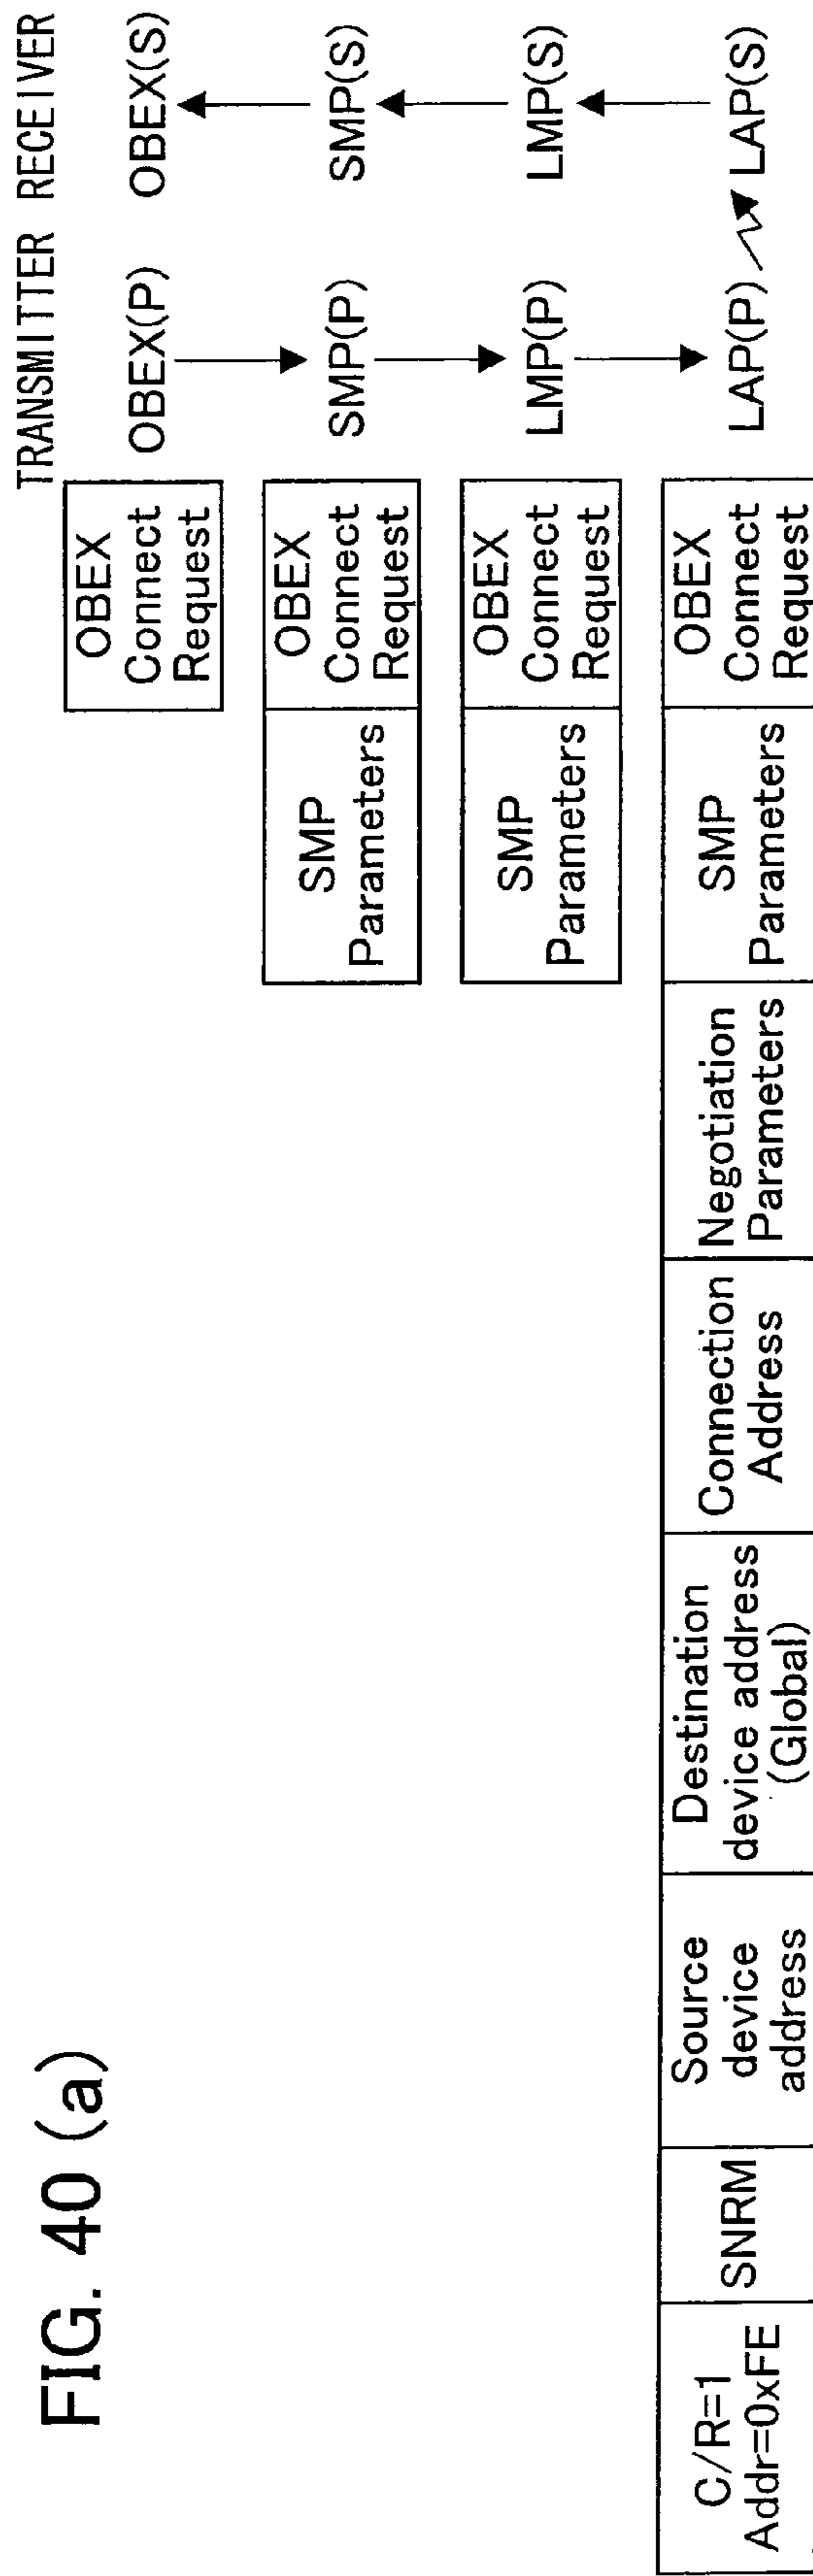 FIG. 40 (a)
TRANSMITTER RECEIVER
OBEX
Connect
Request
OBEX(P)
OBEX(S)
SMP
Parameters
OBEX
Connect
Request
SMP(P)
SMP(S)
SMP
Parameters
OBEX
Connect
Request
LMP(P)
LMP(S)
C/R=1
Addr=0xFE
SNRM
Source
device
address
Destination
device address
(Global)
Connection
Address
Negotiation
Parameters
SMP
Parameters
OBEX
Connect
Request
LAP(P)
LAP(S)